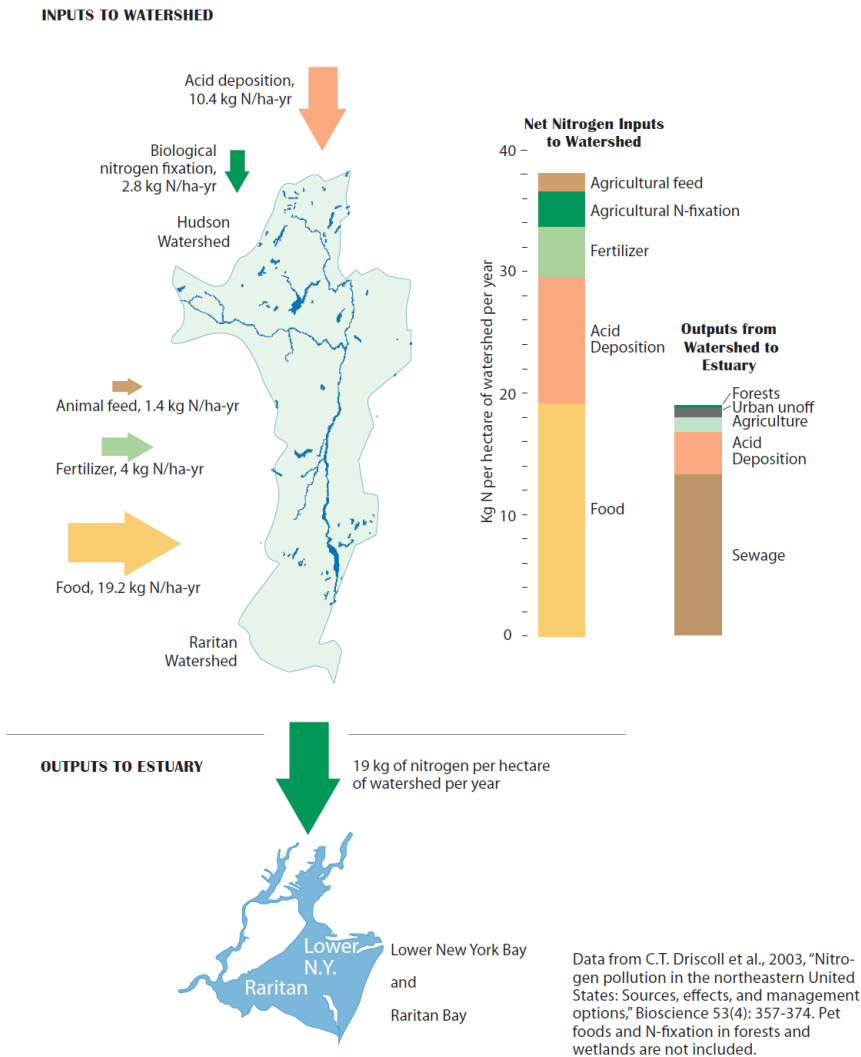 INPUTS TO WATERSHED
Acid deposition,
10.4 kg N/ha-yr
Biological
nitrogen fixation,
2.8 kg N/ha-yr
Hudson
Watershed
Animal feed, 1.4 kg N/ha-yr
Fertilizer, 4 kg N/ha-yr
Food, 19.2 kg N/ha-yr
Raritan
Watershed
Net Nitrogen Inputs
to Watershed
Kg N per hectare of watershed per year
40
30
20
10
0
Agricultural feed
Agricultural N-fixation
Fertilizer
Acid
Deposition
Food
Outputs from
Watershed to
Estuary
Forests
Urban unoff
Agriculture
Acid
Deposition
Sewage
OUTPUTS TO ESTUARY
19 kg of nitrogen per hectare
of watershed per year
Lower
N.Y.
Raritan
Lower New York Bay
and
Raritan Bay
Data from C.T. Driscoll et al., 2003, “Nitro-
gen pollution in the northeastern United
States: Sources, effects, and management
options,” Bioscience 53(4): 357-374. Pet
foods and N-fixation in forests and
wetlands are not included.